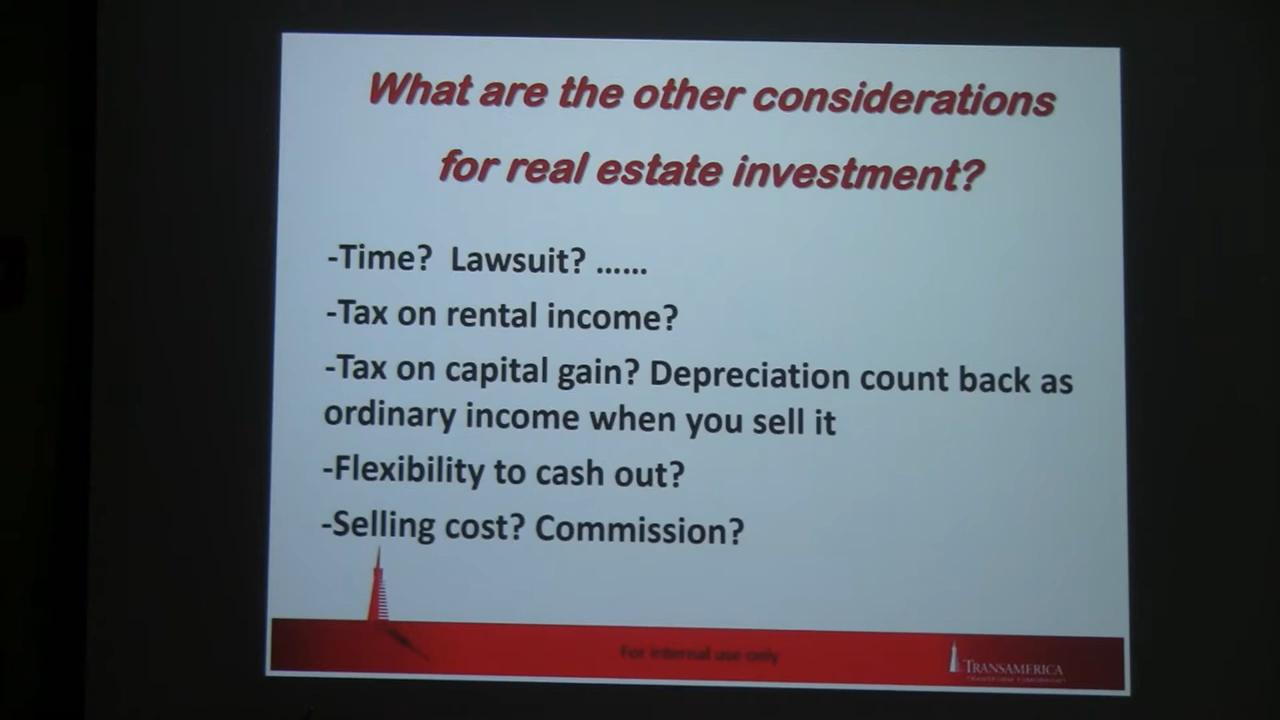 What are the other considerations
for real estate investment?
-Time? Lawsuit? ......
-Tax on rental income?
-Tax on capital gain? Depreciation count back as
ordinary income when you sell it
-Flexibility to cash out?
-Selling cost? Commission?
For internal use only
TRANSAMERICA